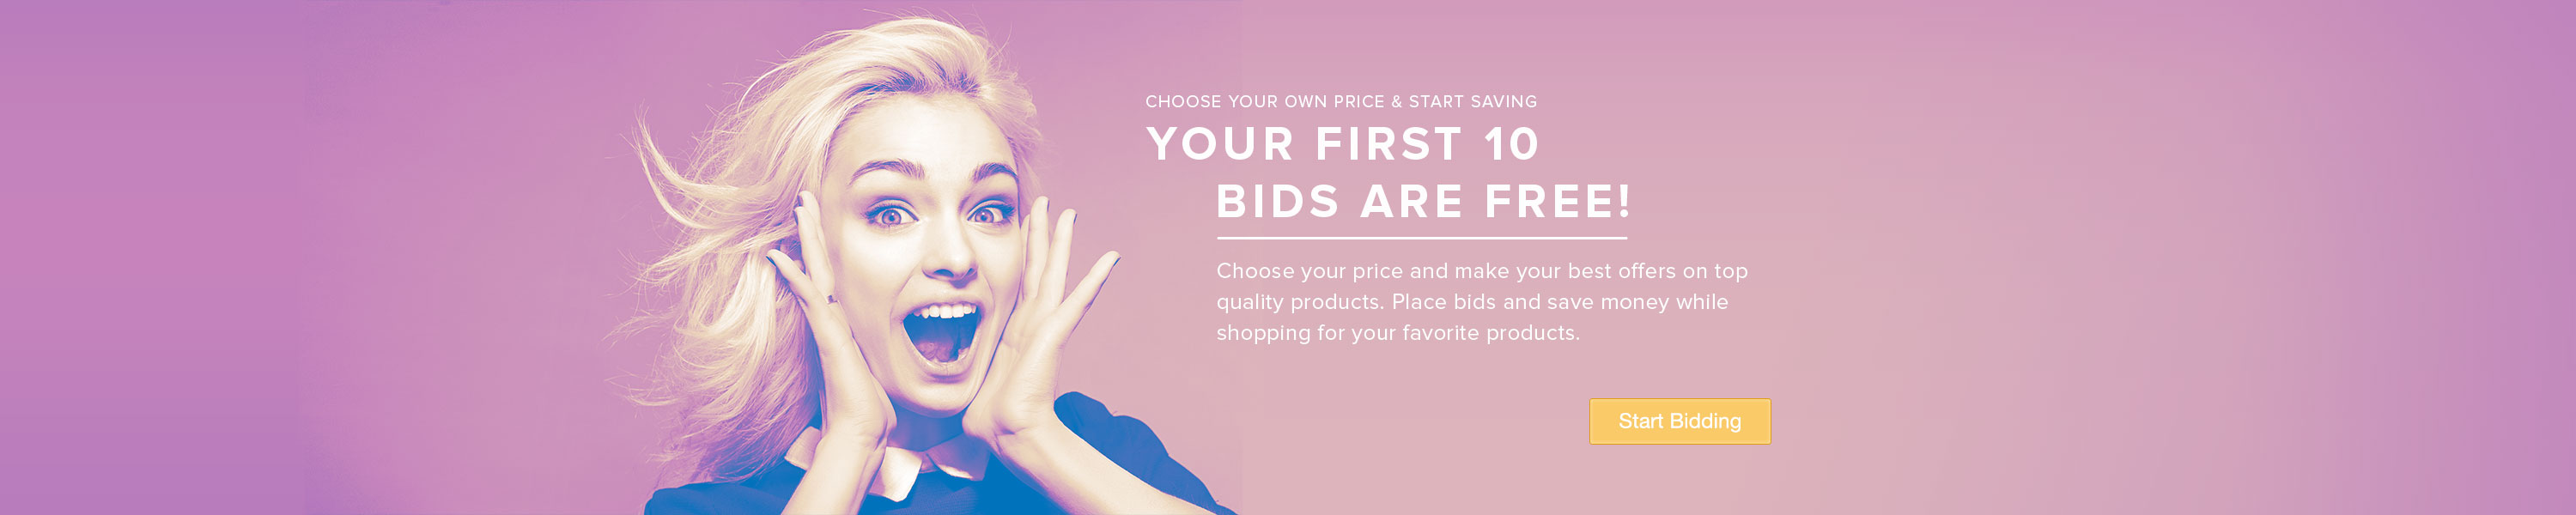 CHOOSE YOUR OWN PRICE & START SAVING
YOUR FIRST 10
BIDS ARE FREE!
Choose your price and make your best offers on top
quality products. Place bids and save money while
shopping for your favorite products.
Start Bidding